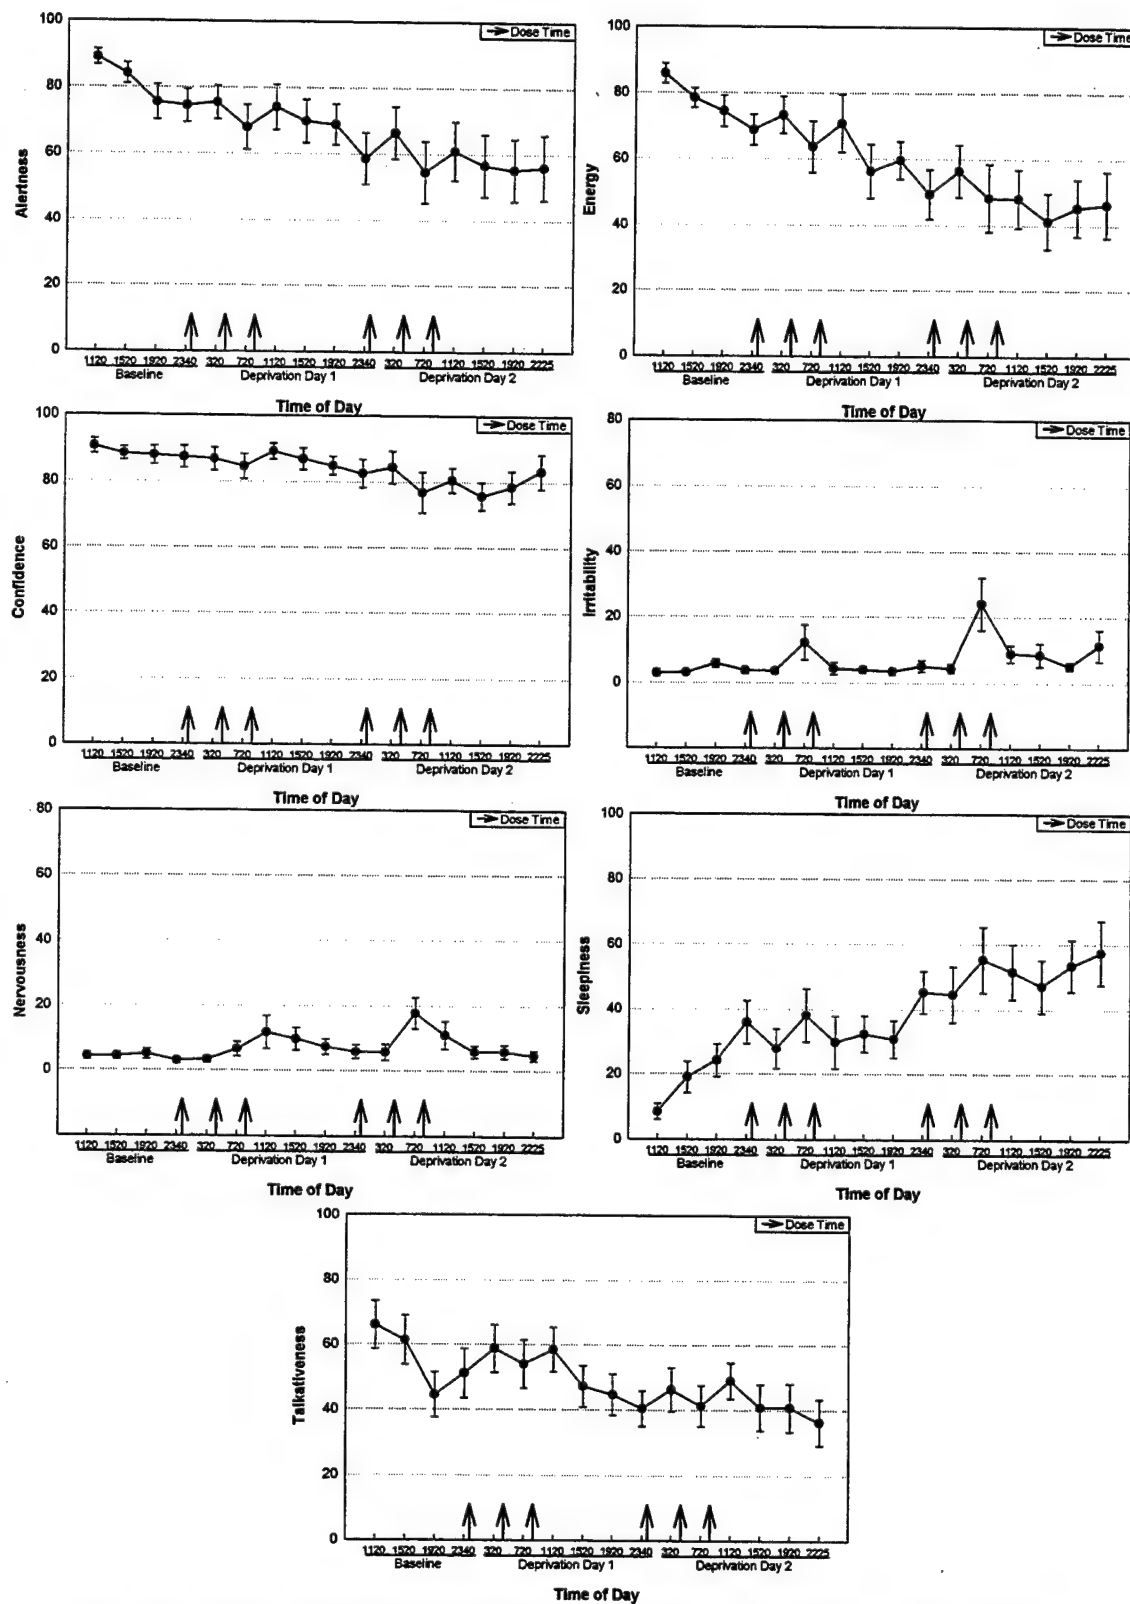 Alertness
100
80
60
40
20
0
Dose Time
1120 1520 1920 2340 320 720 1120 1520 1920 2340 320 720 1120 1520 1920 2225
Baseline Deprivation Day 1 Deprivation Day 2
Time of Day
Energy
100
80
60
40
20
0
Dose Time
1120 1520 1920 2340 320 720 1120 1520 1920 2340 320 720 1120 1520 1920 2225
Baseline Deprivation Day 1 Deprivation Day 2
Time of Day
Confidence
100
80
60
40
20
0
Dose Time
1120 1520 1920 2340 320 720 1120 1520 1920 2340 320 720 1120 1520 1920 2225
Baseline Deprivation Day 1 Deprivation Day 2
Time of Day
Irritability
80
60
40
20
0
Dose Time
1120 1520 1920 2340 320 720 1120 1520 1920 2340 320 720 1120 1520 1920 2225
Baseline Deprivation Day 1 Deprivation Day 2
Time of Day
Nervousness
80
60
40
20
0
Dose Time
1120 1520 1920 2340 320 720 1120 1520 1920 2340 320 720 1120 1520 1920 2225
Baseline Deprivation Day 1 Deprivation Day 2
Time of Day
Sleepiness
100
80
60
40
20
0
Dose Time
1120 1520 1920 2340 320 720 1120 1520 1920 2340 320 720 1120 1520 1920 2225
Baseline Deprivation Day 1 Deprivation Day 2
Time of Day
Talkativeness
100
80
60
40
20
0
Dose Time
1120 1520 1920 2340 320 720 1120 1520 1920 2340 320 720 1120 1520 1920 2225
Baseline Deprivation Day 1 Deprivation Day 2
Time of Day